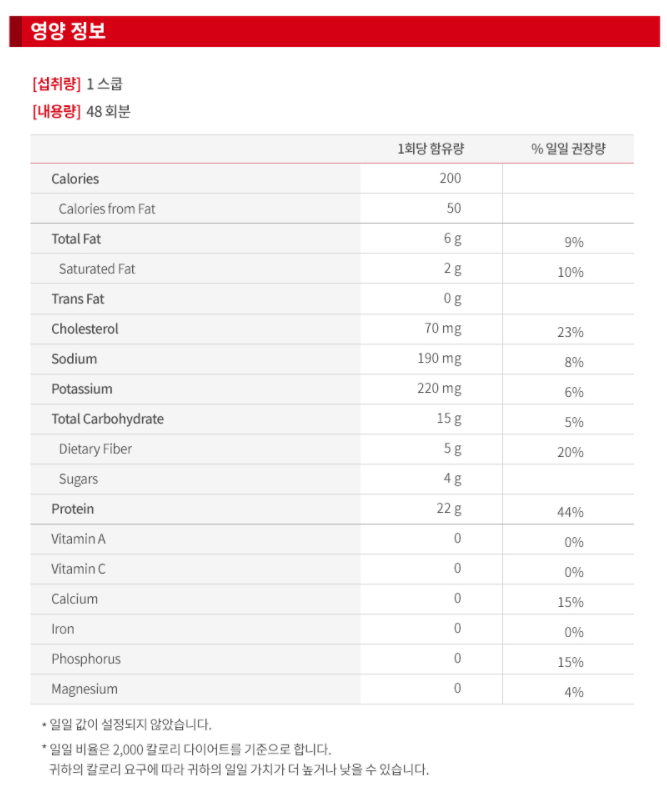 영양 정보
[섭취량] 1 스쿱
[내용량] 48 회분
1회당 함유량 % 일일 권장량
Calories 200
Calories from Fat 50
Total Fat 6 g 9%
Saturated Fat 2 g 10%
Trans Fat 0 g
Cholesterol 70 mg 23%
Sodium 190 mg 8%
Potassium 220 mg 6%
Total Carbohydrate 15 g 5%
Dietary Fiber 5 g 20%
Sugars 4 g
Protein 22 g 44%
Vitamin A 0 0%
Vitamin C 0 0%
Calcium 0 15%
Iron 0 0%
Phosphorus 0 15%
Magnesium 0 4%
* 일일 값이 설정되지 않았습니다.
* 일일 비율은 2,000 칼로리 다이어트를 기준으로 합니다.
귀하의 칼로리 요구에 따라 귀하의 일일 가치가 더 높거나 낮을 수 있습니다.